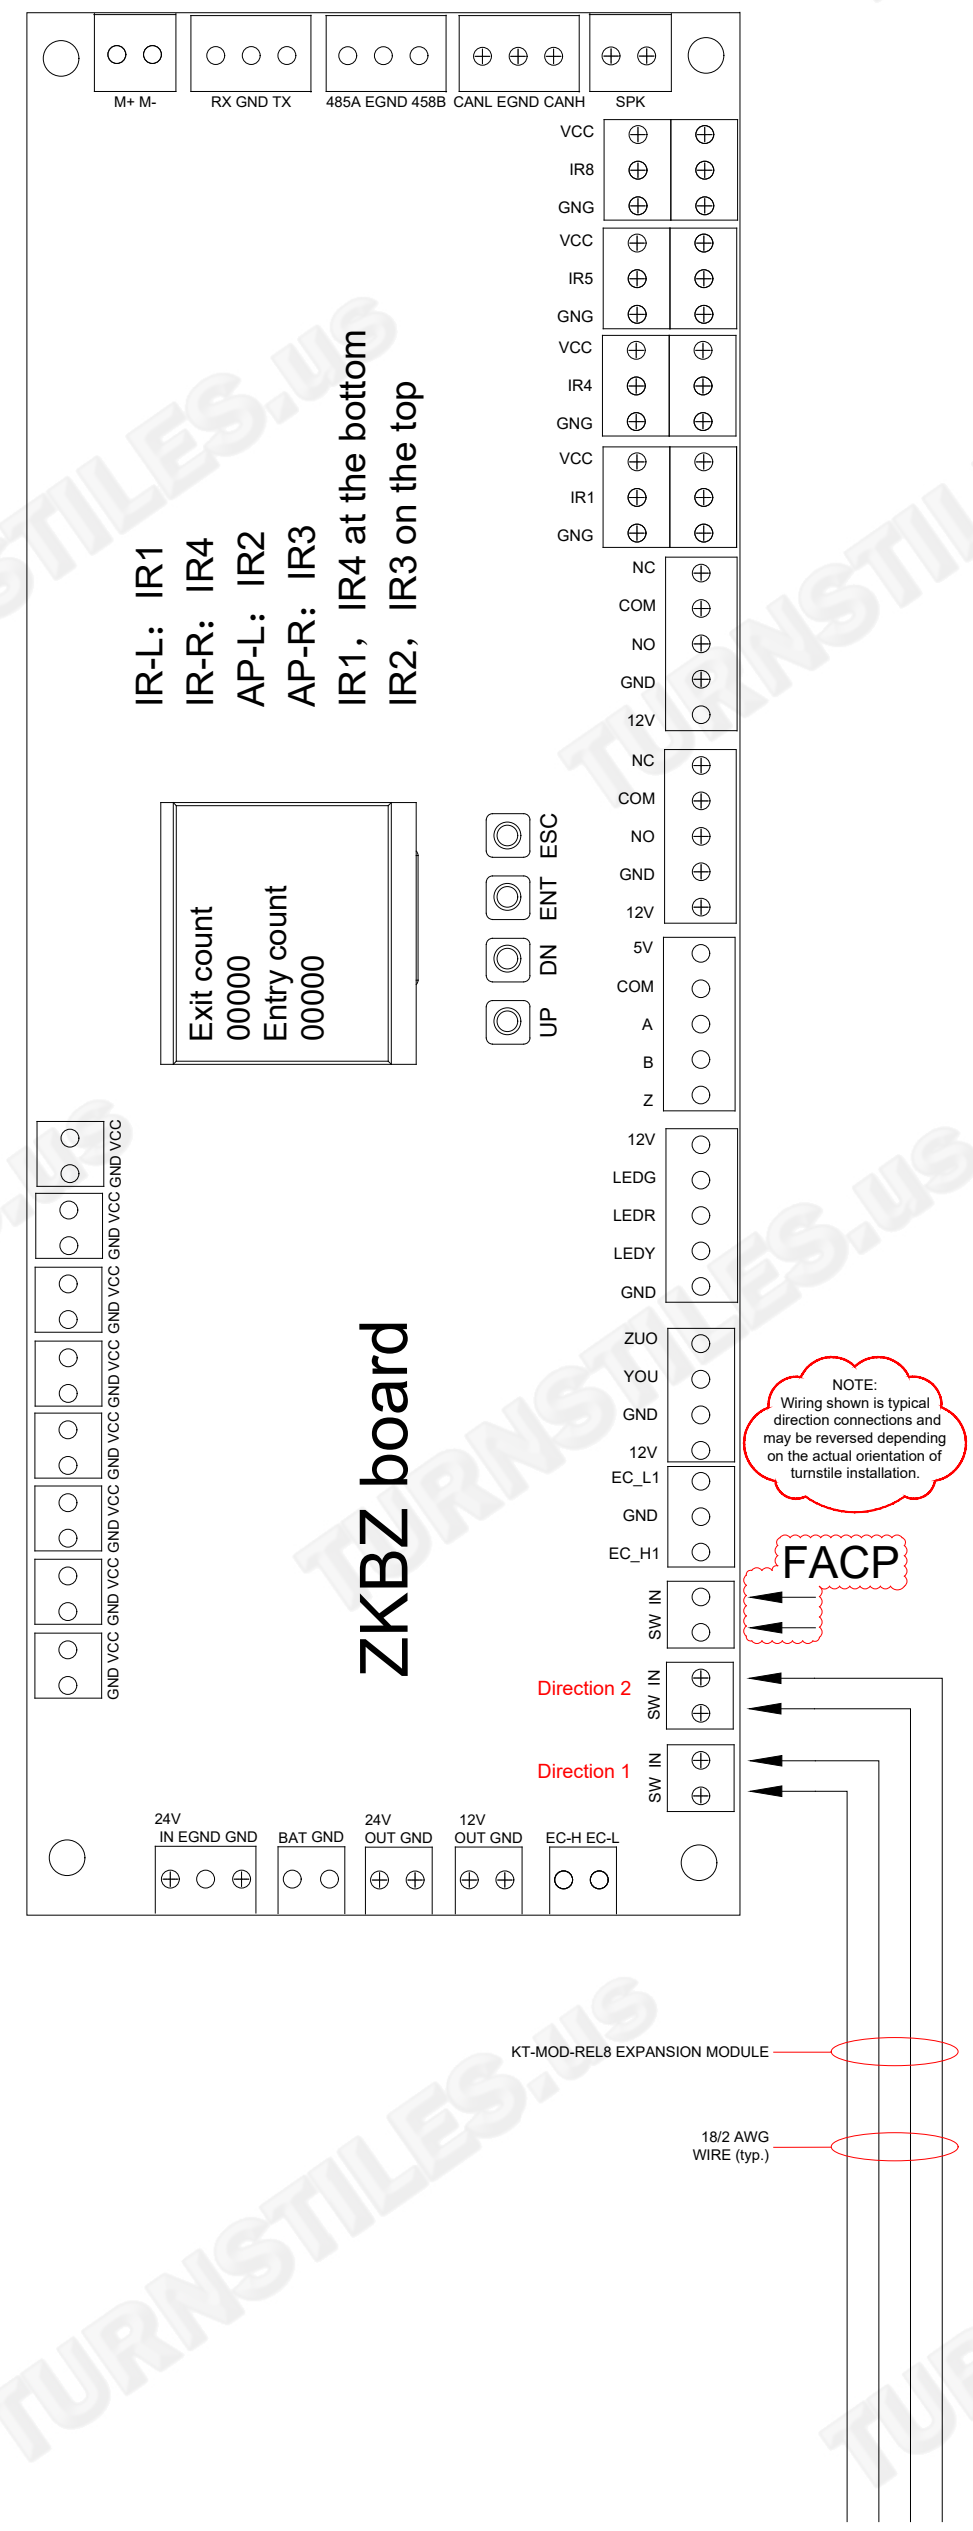 M+ M-
RX GND TX
485A EGND 458B
CANL EGND CANH
SPK
VCC
IR8
GNG
VCC
IR5
GNG
VCC
IR4
GNG
VCC
IR1
GNG
NC
COM
NO
GND
12V
NC
COM
NO
GND
12V
5V
COM
A
B
Z
12V
LEDG
LEDR
LEDY
GND
ZUO
YOU
GND
12V
EC_L1
GND
EC_H1
SW IN
SW IN
SW IN
IR-L: IR1
IR-R: IR4
AP-L: IR2
AP-R: IR3
IR1, IR4 at the bottom
IR2, IR3 on the top
Exit count
00000
Entry count
00000
ESC
ENT
DN
UP
GND VCC
GND VCC
GND VCC
GND VCC
GND VCC
GND VCC
GND VCC
GND VCC
ZKBZ board
NOTE:
Wiring shown is typical
direction connections and
may be reversed depending
on the actual orientation of
turnstile installation.
FACP
Direction 2
Direction 1
24V
IN EGND GND
BAT GND
24V
OUT GND
12V
OUT GND
EC-H EC-L
KT-MOD-REL8 EXPANSION MODULE
18/2 AWG
WIRE (typ.)
TURNSTILES.us
TURNSTILES.us
TURNSTILES.us